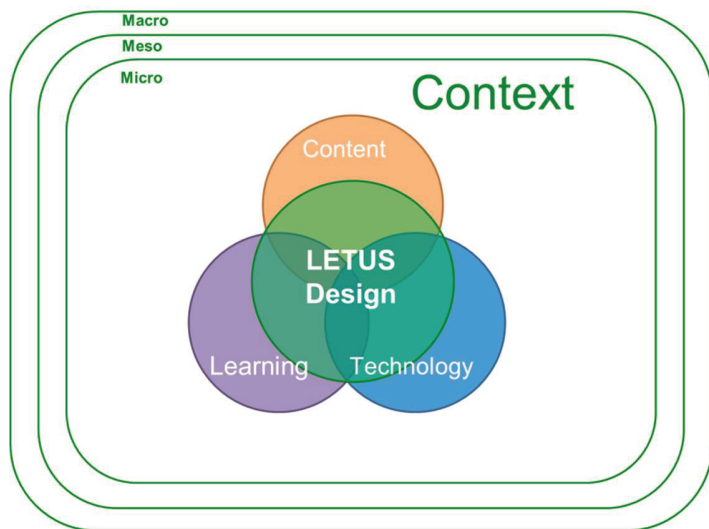 Macro
Meso
Micro
Context
Content
LETUS
Design
Learning
Technology